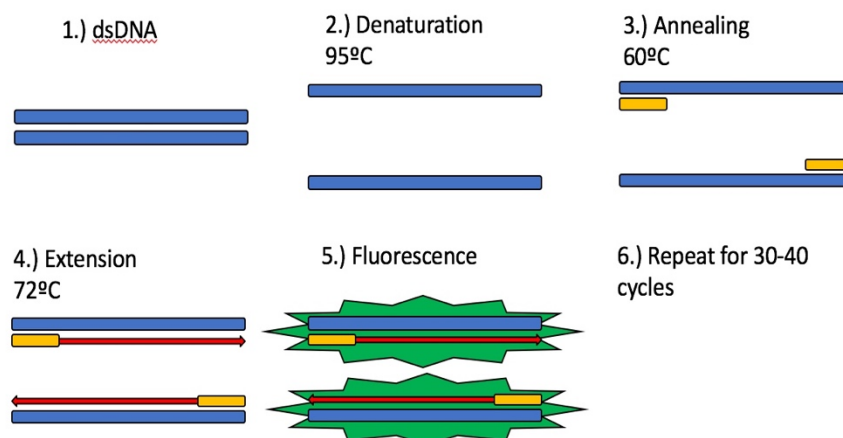 1.) dsDNA
2.) Denaturation
95ºC
3.) Annealing
60ºC
4.) Extension
72ºC
5.) Fluorescence
6.) Repeat for 30-40
cycles